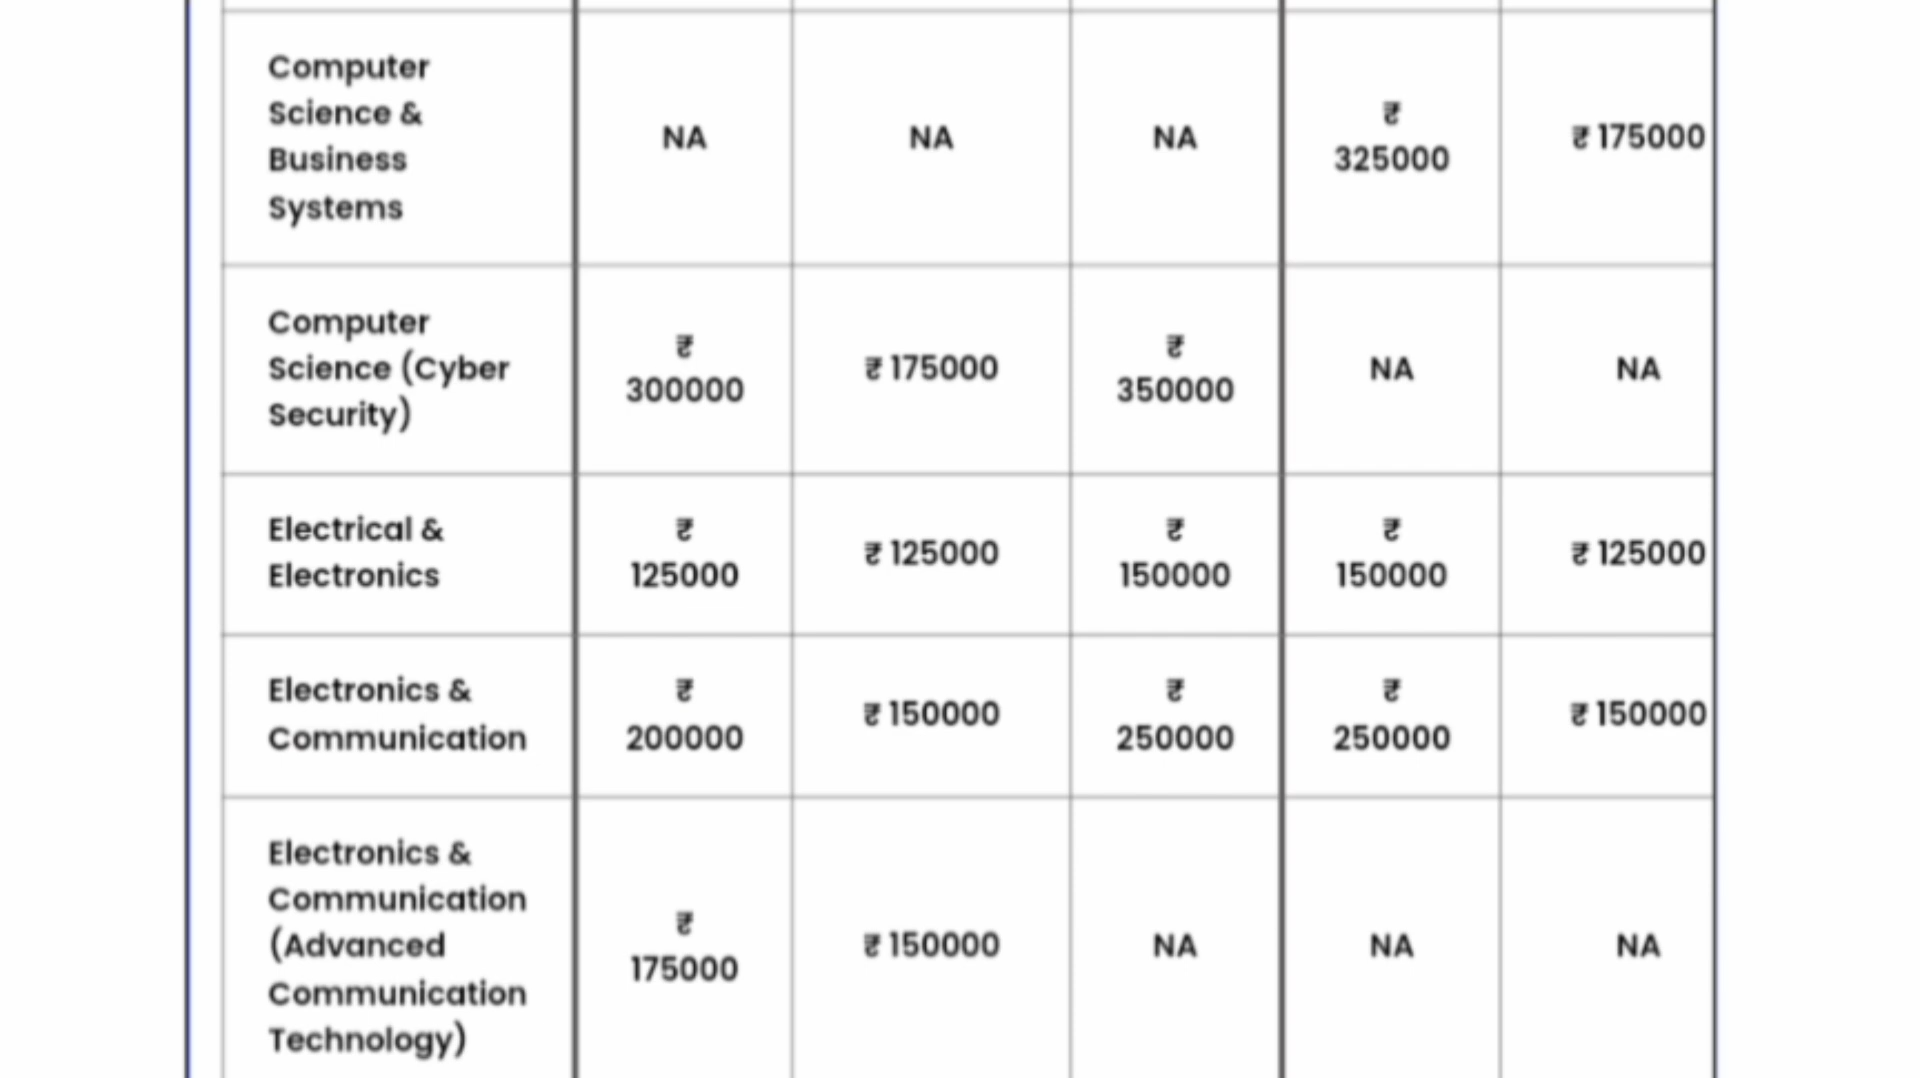 Computer
Science &
Business
Systems
NA
NA
NA
₹
325000
₹ 175000
Computer
Science (Cyber
Security)
₹
300000
₹ 175000
₹
350000
NA
NA
Electrical &
Electronics
₹
125000
₹ 125000
₹
150000
₹
150000
₹ 125000
Electronics &
Communication
₹
200000
₹ 150000
₹
250000
₹
250000
₹ 150000
Electronics &
Communication
(Advanced
Communication
Technology)
₹
175000
₹ 150000
NA
NA
NA